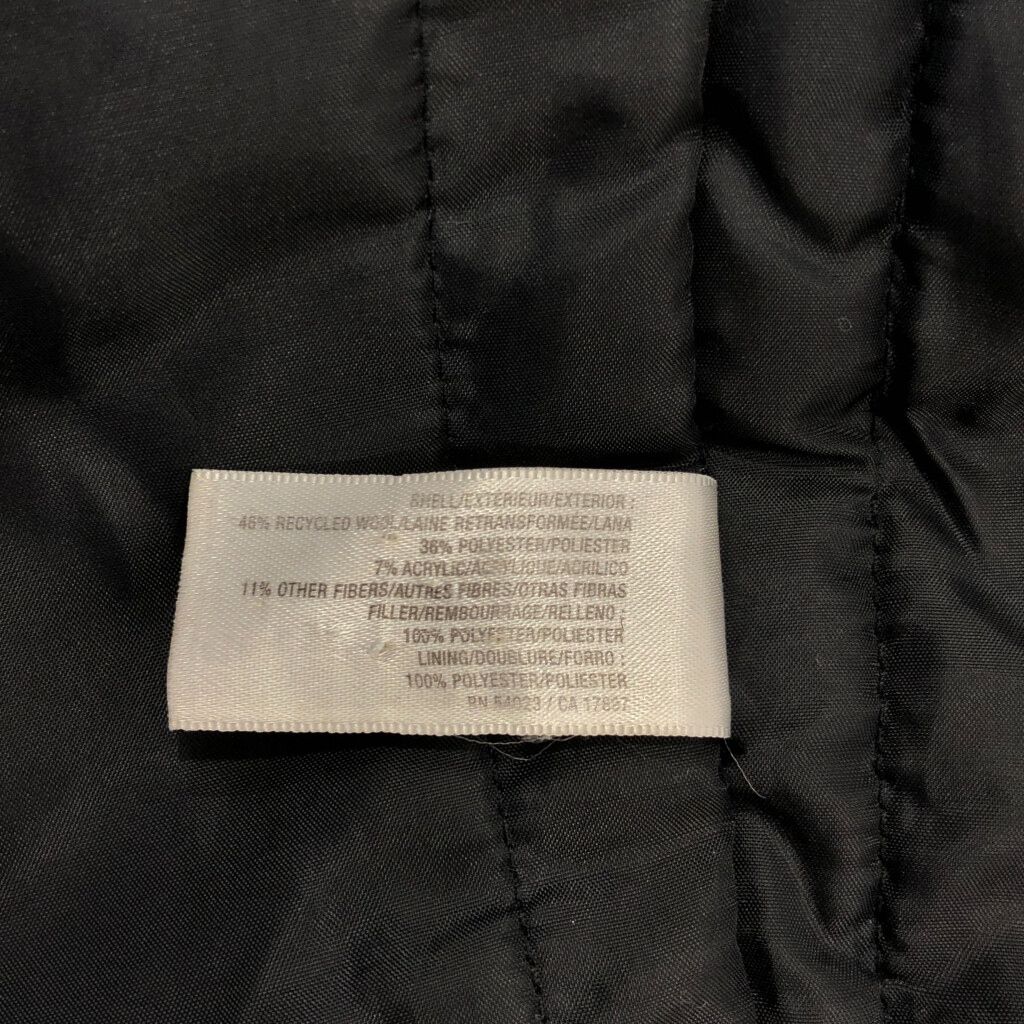 SHELL/EXTÉRIEUR/EXTERIOR :
46% RECYCLED WOOL/LAINE RETRANSFORMÉE/LANA
36% POLYESTER/POLIESTER
7% ACRYLIC/ACRYLIQUE/ACRILICO
11% OTHER FIBERS/AUTRES FIBRES/OTRAS FIBRAS
FILLER/REMBOURRAGE/RELLENO :
100% POLYESTER/POLIESTER
LINING/DOUBLURE/FORRO :
100% POLYESTER/POLIESTER
RN 54023 / CA 17897